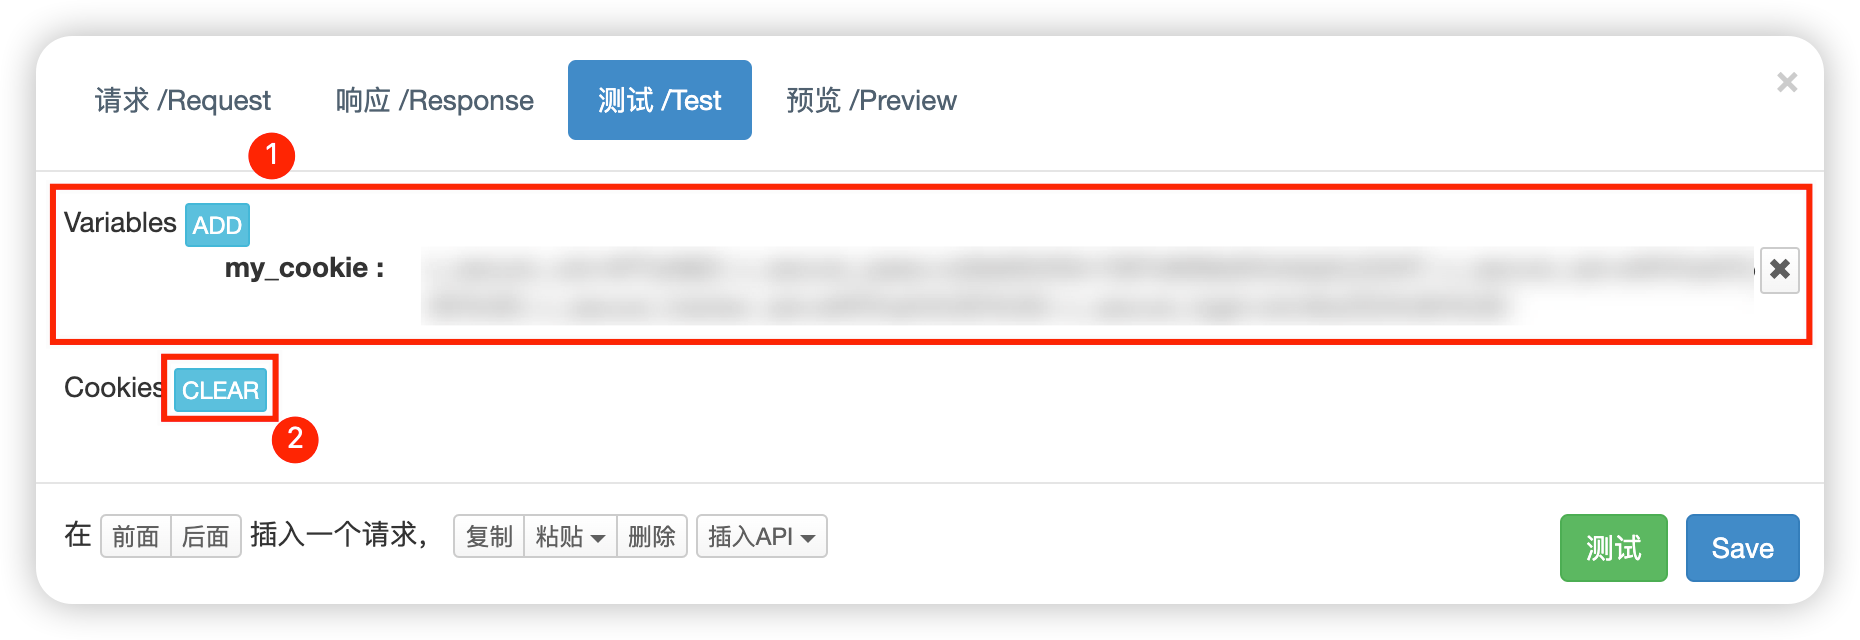 请求 /Request 响应 /Response 测试 /Test 预览 /Preview ×
1
Variables ADD
my_cookie :
Cookies CLEAR
2
在 前面 后面 插入一个请求， 复制 粘贴 删除 插入API 测试 Save